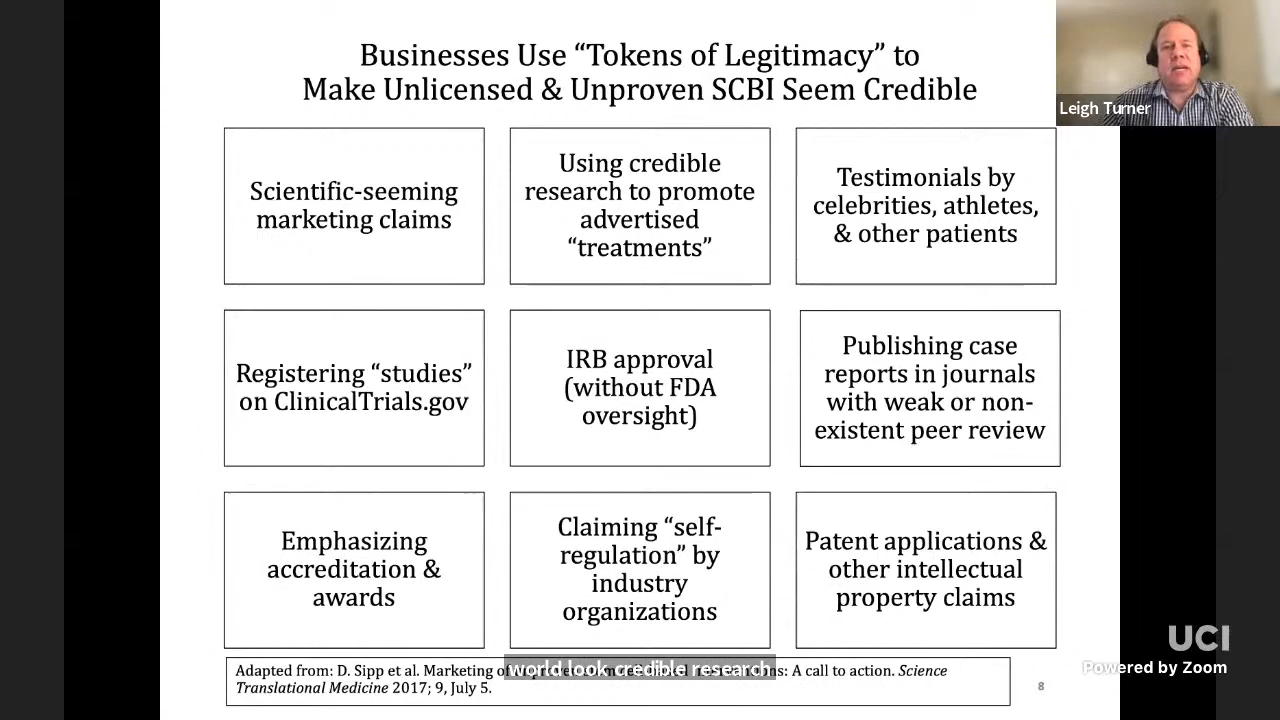 Businesses Use “Tokens of Legitimacy” to
Make Unlicensed & Unproven SCBI Seem Credible
Leigh Turner
Scientific-seeming
marketing claims
Using credible
research to promote
advertised
“treatments”
Testimonials by
celebrities, athletes,
& other patients
Registering “studies”
on ClinicalTrials.gov
IRB approval
(without FDA
oversight)
Publishing case
reports in journals
with weak or non-
existent peer review
Emphasizing
accreditation &
awards
Claiming “self-
regulation” by
industry
organizations
Patent applications &
other intellectual
property claims
Adapted from: D. Sipp et al. Marketing of : A call to action. Science
Translational Medicine 2017; 9, July 5.
world look credible research
8
UCI
Powered by Zoom